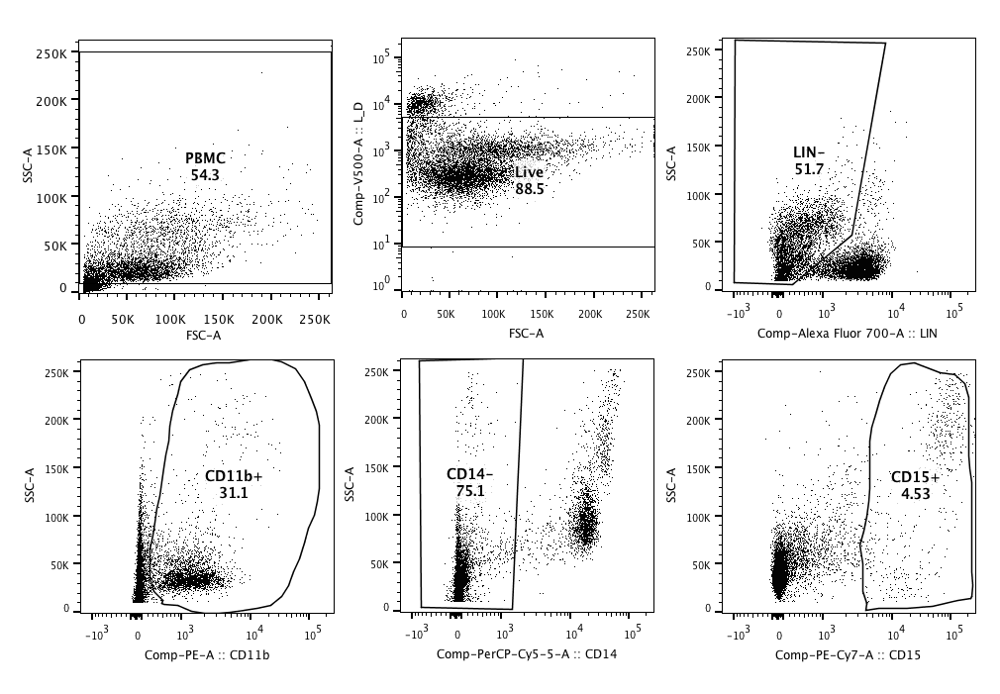 250K
200K
150K
100K
50K
0
SSC-A
PBMC
54.3
0 50K 100K 150K 200K 250K
FSC-A
10^5
10^4
10^3
10^2
10^1
10^0
Comp-V500-A :: L_D
Live
88.5
0 50K 100K 150K 200K 250K
FSC-A
250K
200K
150K
100K
50K
0
SSC-A
LIN-
51.7
-10^3 0 10^3 10^4 10^5
Comp-Alexa Fluor 700-A :: LIN
250K
200K
150K
100K
50K
0
SSC-A
CD11b+
31.1
-10^3 0 10^3 10^4 10^5
Comp-PE-A :: CD11b
250K
200K
150K
100K
50K
0
SSC-A
CD14-
75.1
-10^3 0 10^3 10^4 10^5
Comp-PerCP-Cy5-5-A :: CD14
250K
200K
150K
100K
50K
0
SSC-A
CD15+
4.53
-10^3 0 10^3 10^4 10^5
Comp-PE-Cy7-A :: CD15